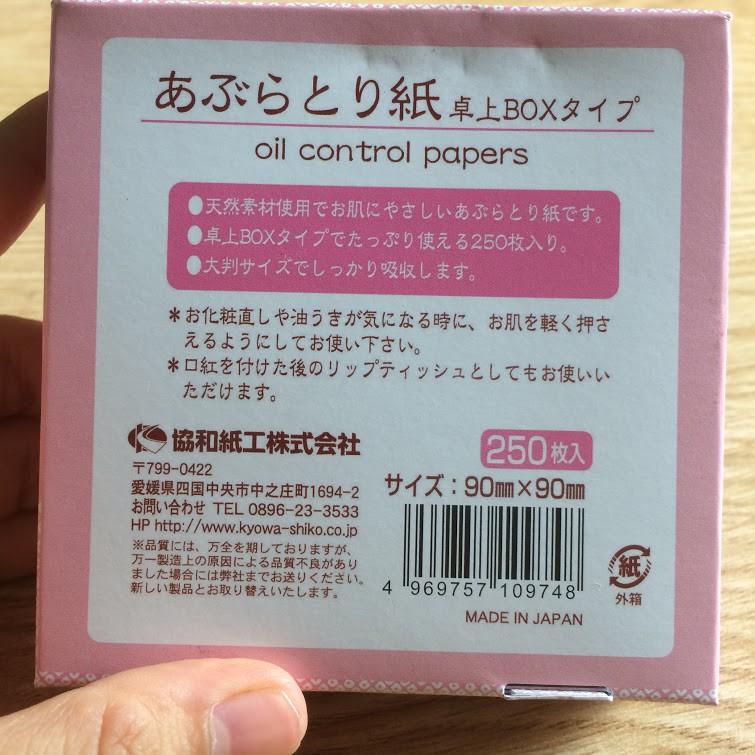 あぶらとり紙 卓上BOXタイプ
oil control papers
●天然素材使用でお肌にやさしいあぶらとり紙です。
●卓上BOXタイプでたっぷり使える250枚入り。
●大判サイズでしっかり吸収します。
＊お化粧直しや油うきが気になる時に、お肌を軽く押さ
えるようにしてお使い下さい。
＊口紅を付けた後のリップティッシュとしてもお使いい
ただけます。
協和紙工株式会社
〒799-0422
愛媛県四国中央市中之庄町1694-2
お問い合わせ TEL 0896-23-3533
HP http://www.kyowa-shiko.co.jp
※品質には、万全を期しておりますが、
万一製造上の原因による品質不良があり
ました場合には弊社までお送りください。
新しい製品とお取り替えいたします。
250枚入
サイズ：90mm×90mm
4 969757 109748
MADE IN JAPAN
紙
外箱